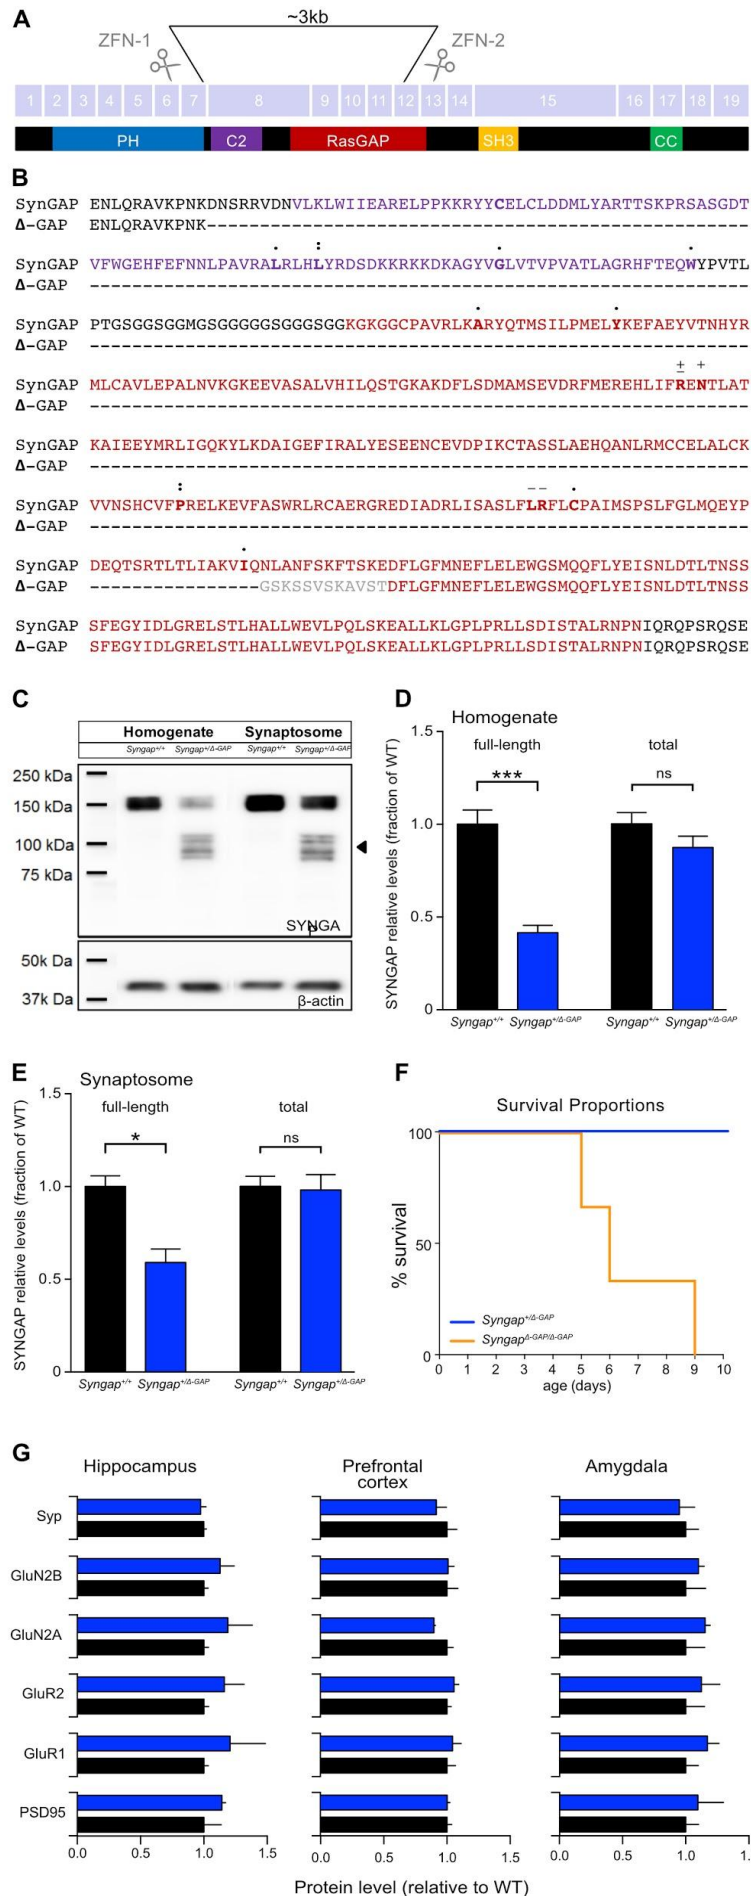 A
~3kb
ZFN-1
ZFN-2
1 2 3 4 5 6 7 8 9 10 11 12 13 14 15 16 17 18 19
PH C2 RasGAP SH3 CC
B
SynGAP ENLQRAVKPNKDNSRRVDNVLKLWIIEARELPPKKRYYCELCLDDMLYARTTSKPRSASGDT
Δ-GAP ENLQRAVKPNK---------------------------------------------------
SynGAP VFWGEHFEFNNLPAVRALRLHLYRDSDKKRKKDKAGYVGLVTVPVATLAGRHFTEQWYPVTL
Δ-GAP --------------------------------------------------------------
SynGAP PTGSGGSGGMGSGGGGGSGGGSGGKGKGGCPAVRLKARYQTMSILPMELYKEFAEYVTNHYR
Δ-GAP --------------------------------------------------------------
+ +
SynGAP MLCAVLEPALNVKGKEEVASALVHILQSTGKAKDFLSDMAMSEVDRFMEREHLIFRENTLAT
Δ-GAP --------------------------------------------------------------
SynGAP KAIEEYMRLIGQKYLKDAIGEFIRALYESEENCEVDPIKCTASSLAEHQANLRMCCELALCK
Δ-GAP --------------------------------------------------------------
SynGAP VVNSHCVFPRELKEVFASWRLRCAERGREDIADRLISASLFLRFLCPAIMSPSLFGLMQEYP
Δ-GAP --------------------------------------------------------------
SynGAP DEQTSRTLTLIAKVIQNLANFSKFTSKEDFLGFMNEFLELEWGSMQQFLYEISNLDTLTNSS
Δ-GAP ----------------GSKSSVSKAVSTDFLGFMNEFLELEWGSMQQFLYEISNLDTLTNSS
SynGAP SFEGYIDLGRELSTLHALLWEVLPQLSKEALLKLGPLPRLLSDISTALRNPNIQRQPSRQSE
Δ-GAP SFEGYIDLGRELSTLHALLWEVLPQLSKEALLKLGPLPRLLSDISTALRNPNIQRQPSRQSE
C
Homogenate Synaptosome
Syngap+/+ Syngap+/Δ-GAP Syngap+/+ Syngap+/Δ-GAP
250 kDa
150 kDa
100 kDa
75 kDa
SYNGAP
50k Da
37k Da
β-actin
D
Homogenate
full-length total
*** ns
SYNGAP relative levels (fraction of WT)
1.5
1.0
0.5
0
Syngap+/+ Syngap+/Δ-GAP Syngap+/+ Syngap+/Δ-GAP
E
Synaptosome
full-length total
* ns
SYNGAP relative levels (fraction of WT)
1.5
1.0
0.5
0
Syngap+/+ Syngap+/Δ-GAP Syngap+/+ Syngap+/Δ-GAP
F
Survival Proportions
% survival
100
50
0
Syngap+/Δ-GAP
SyngapΔ-GAP/Δ-GAP
0 1 2 3 4 5 6 7 8 9 10
age (days)
G
Hippocampus
Prefrontal
cortex
Amygdala
Syp
GluN2B
GluN2A
GluR2
GluR1
PSD95
0.0 0.5 1.0 1.5
0.0 0.5 1.0 1.5
0.0 0.5 1.0 1.
Protein level (relative to WT)